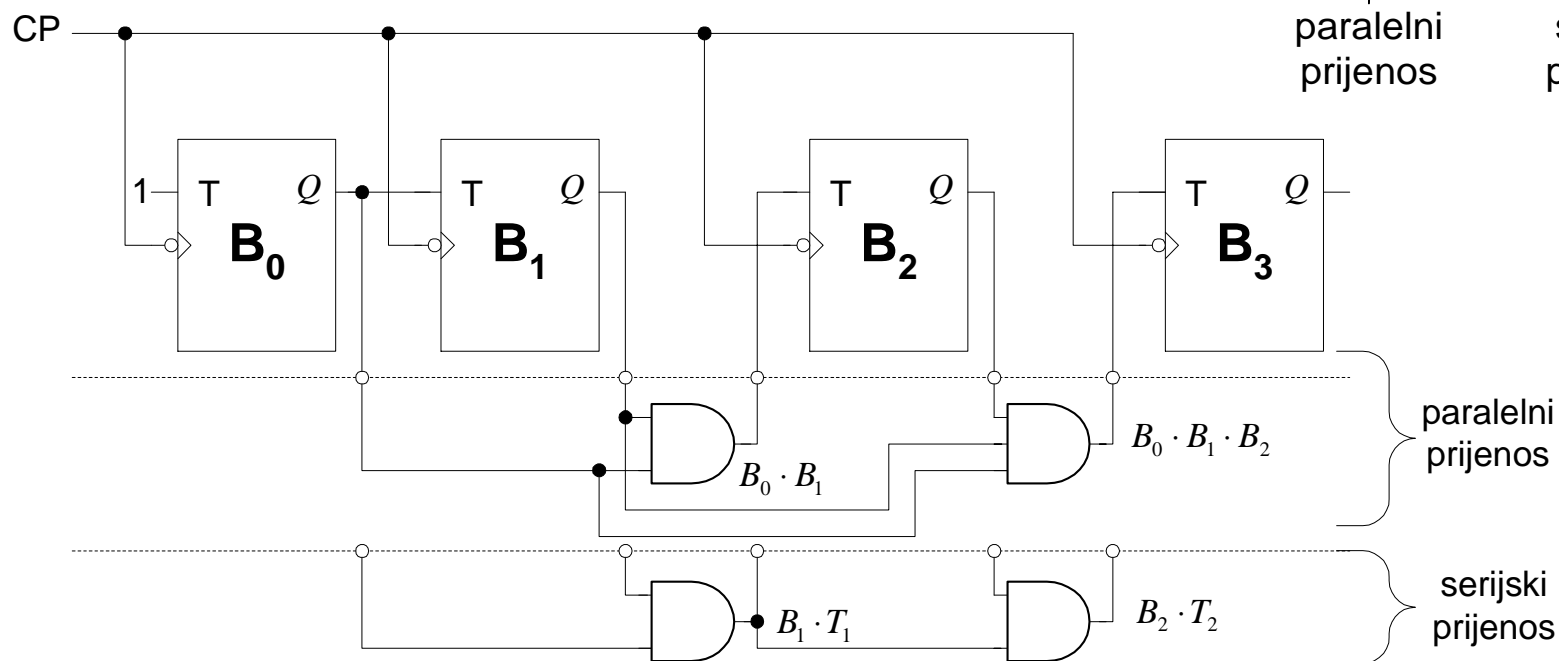 CP
paralelni
prijenos
s
p
1
T
Q
B₀
T
Q
B₁
T
Q
B₂
T
Q
B₃
B₀ · B₁
B₀ · B₁ · B₂
paralelni
prijenos
B₁ · T₁
B₂ · T₂
serijski
prijenos